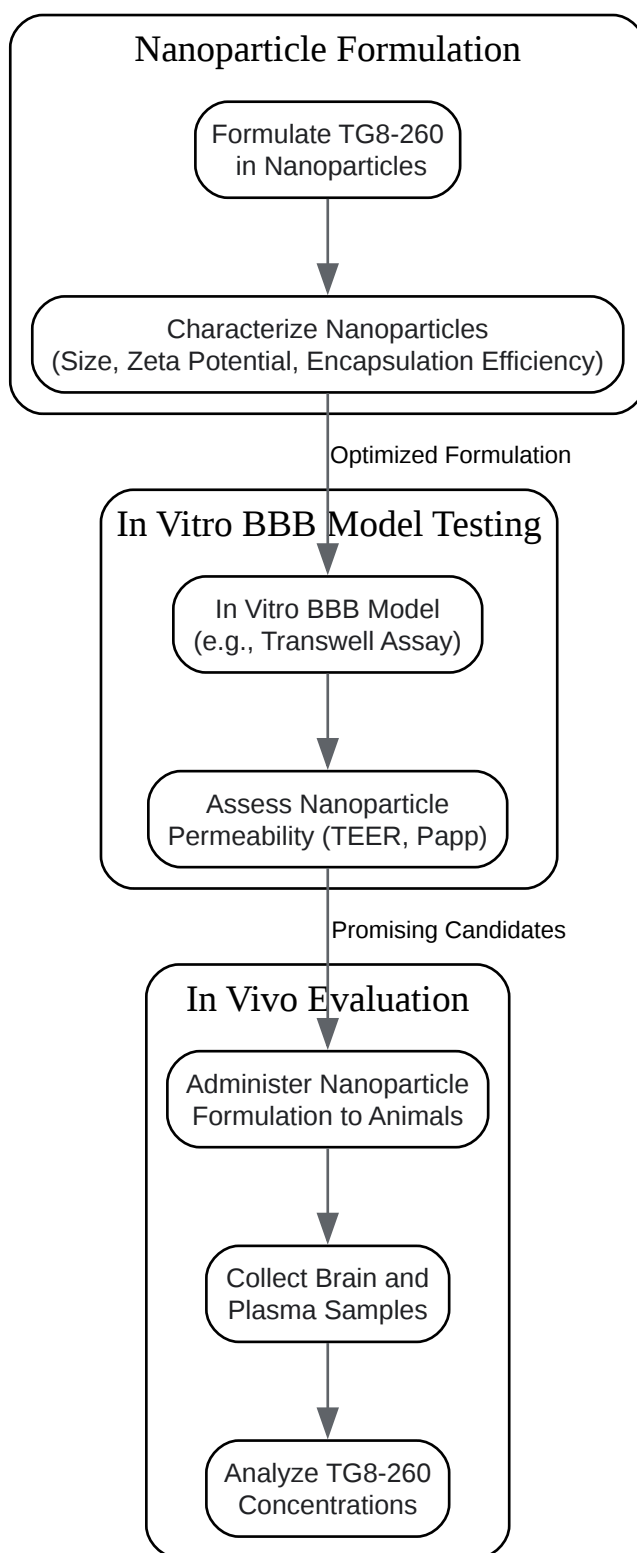 Nanoparticle Formulation
Formulate TG8-260
in Nanoparticles
Characterize Nanoparticles
(Size, Zeta Potential, Encapsulation Efficiency)
Optimized Formulation
In Vitro BBB Model Testing
In Vitro BBB Model
(e.g., Transwell Assay)
Assess Nanoparticle
Permeability (TEER, Papp)
Promising Candidates
In Vivo Evaluation
Administer Nanoparticle
Formulation to Animals
Collect Brain and
Plasma Samples
Analyze TG8-260
Concentrations